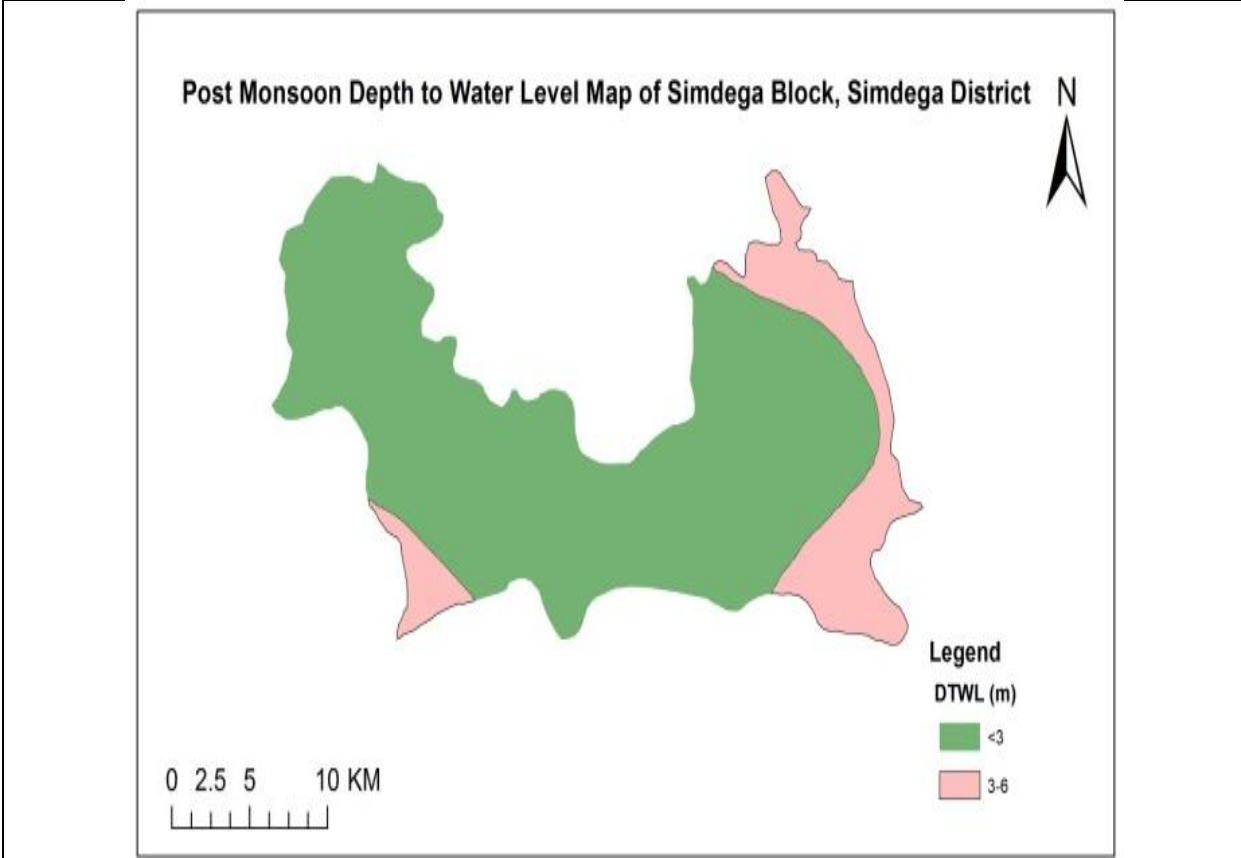 Post Monsoon Depth to Water Level Map of Simdega Block, Simdega District
N
Legend
DTWL (m)
<3
3-6
0 2.5 5 10 KM